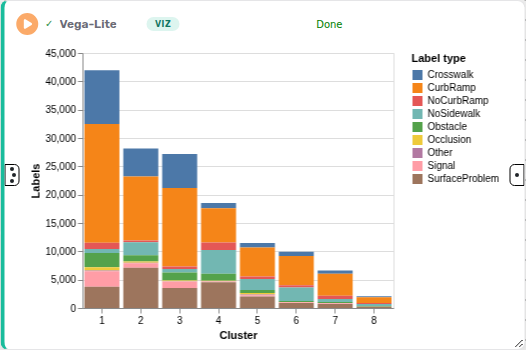 ✓ Vega-Lite VIZ Done
Label type
Crosswalk
CurbRamp
NoCurbRamp
NoSidewalk
Obstacle
Occlusion
Other
Signal
SurfaceProblem
Labels
45,000
40,000
35,000
30,000
25,000
20,000
15,000
10,000
5,000
0
1 2 3 4 5 6 7 8
Cluster